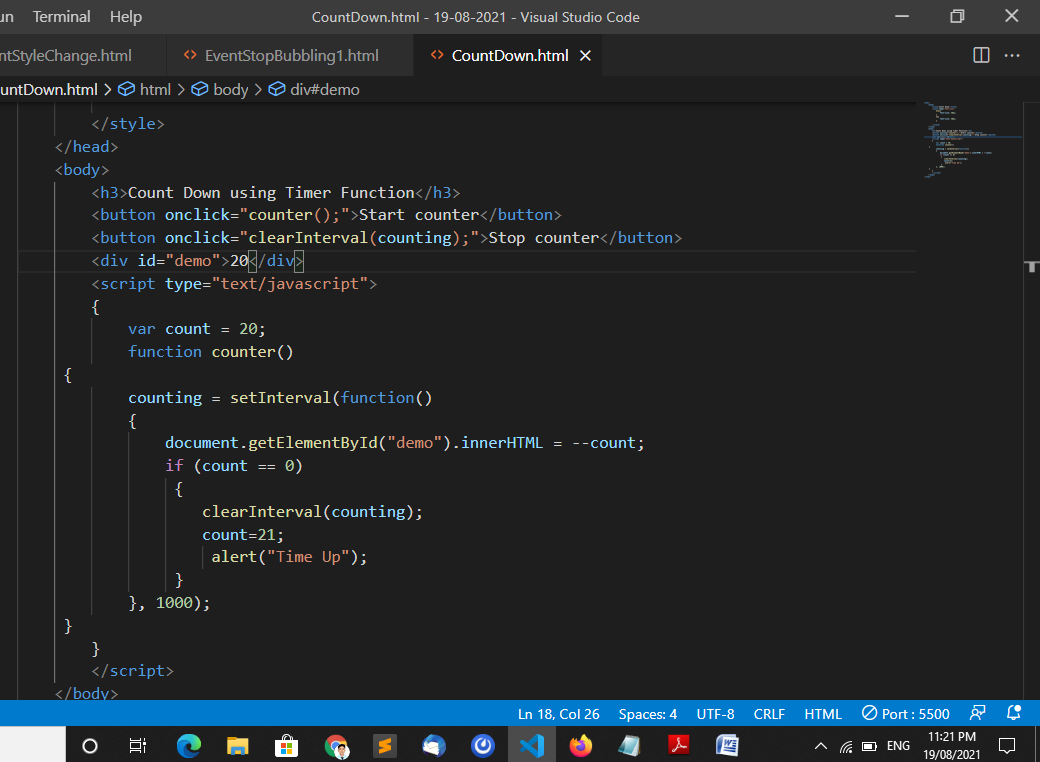 un Terminal Help CountDown.html - 19-08-2021 - Visual Studio Code
ntStyleChange.html <> EventStopBubbling1.html <> CountDown.html
untDown.html > html > body > div#demo
</style>
</head>
<body>
<h3>Count Down using Timer Function</h3>
<button onclick="counter();">Start counter</button>
<button onclick="clearInterval(counting);">Stop counter</button>
<div id="demo">20</div>
<script type="text/javascript">
{
var count = 20;
function counter()
{
counting = setInterval(function()
{
document.getElementById("demo").innerHTML = --count;
if (count == 0)
{
clearInterval(counting);
count=21;
alert("Time Up");
}
}, 1000);
}
}
</script>
</body>
Ln 18, Col 26 Spaces: 4 UTF-8 CRLF HTML Port : 5500
ENG 11:21 PM
19/08/2021